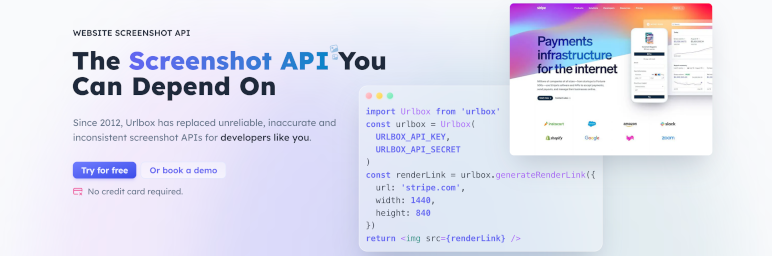 WEBSITE SCREENSHOT API
The Screenshot API You
Can Depend On
Since 2012, Urlbox has replaced unreliable, inaccurate and
inconsistent screenshot APIs for developers like you.
Try for free
Or book a demo
No credit card required.
import Urlbox from 'urlbox'
const urlbox = Urlbox(
URLBOX_API_KEY,
URLBOX_API_SECRET
)
const renderLink = urlbox.generateRenderLink({
url: 'stripe.com',
width: 1440,
height: 840
})
return <img src={renderLink} />
Payments
infrastructure
for the internet
amazon
slack
shopify
Google
zoom